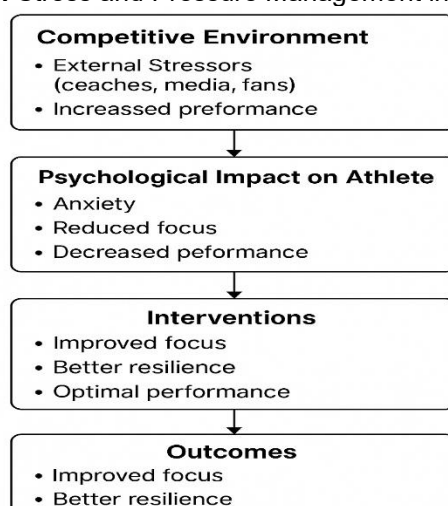 Stress and Pressure Management in
Competitive Environment
• External Stressors
(ceaches, media, fans)
• Increassed preformance
Psychological Impact on Athlete
• Anxiety
• Reduced focus
• Decreased peformance
Interventions
• Improved focus
• Better resilience
• Optimal performance
Outcomes
• Improved focus
• Better resilience